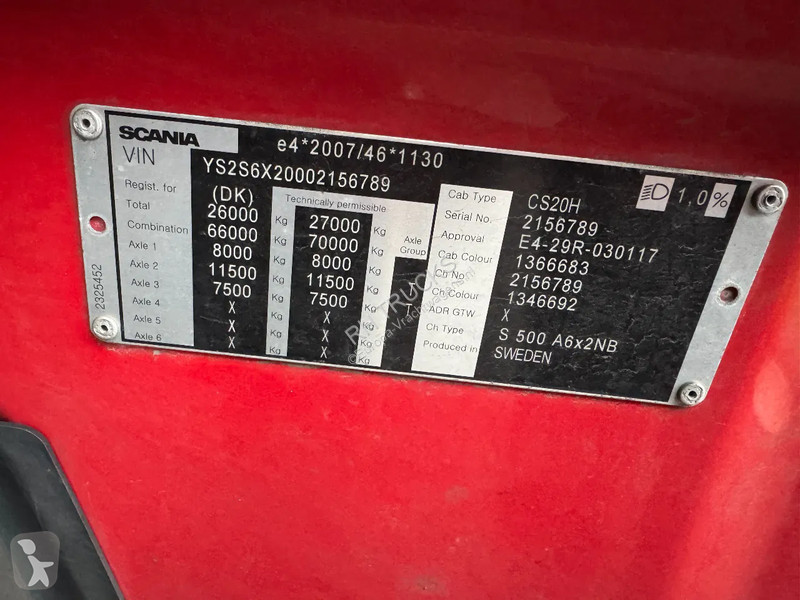 SCANIA
e4*2007/46*1130
VIN YS2S6X20002156789
Regist. for (DK) Technically permissible
Total 26000 Kg 27000 Kg
Combination 66000 Kg 70000 Kg
Axle 1 8000 Kg 8000 Kg Axle Group
Axle 2 11500 Kg 11500 Kg
Axle 3 7500 Kg 7500 Kg
Axle 4 X Kg X Kg
Axle 5 X Kg X Kg
Axle 6 X Kg X Kg
Cab Type CS20H 1,0%
Serial No. 2156789
Approval E4-29R-030117
Cab Colour 1366683
Ch No. 2156789
Ch Colour 1346692
ADR GTW X
Ch Type S 500 A6x2NB
Produced in SWEDEN
2325452
TRUCKS